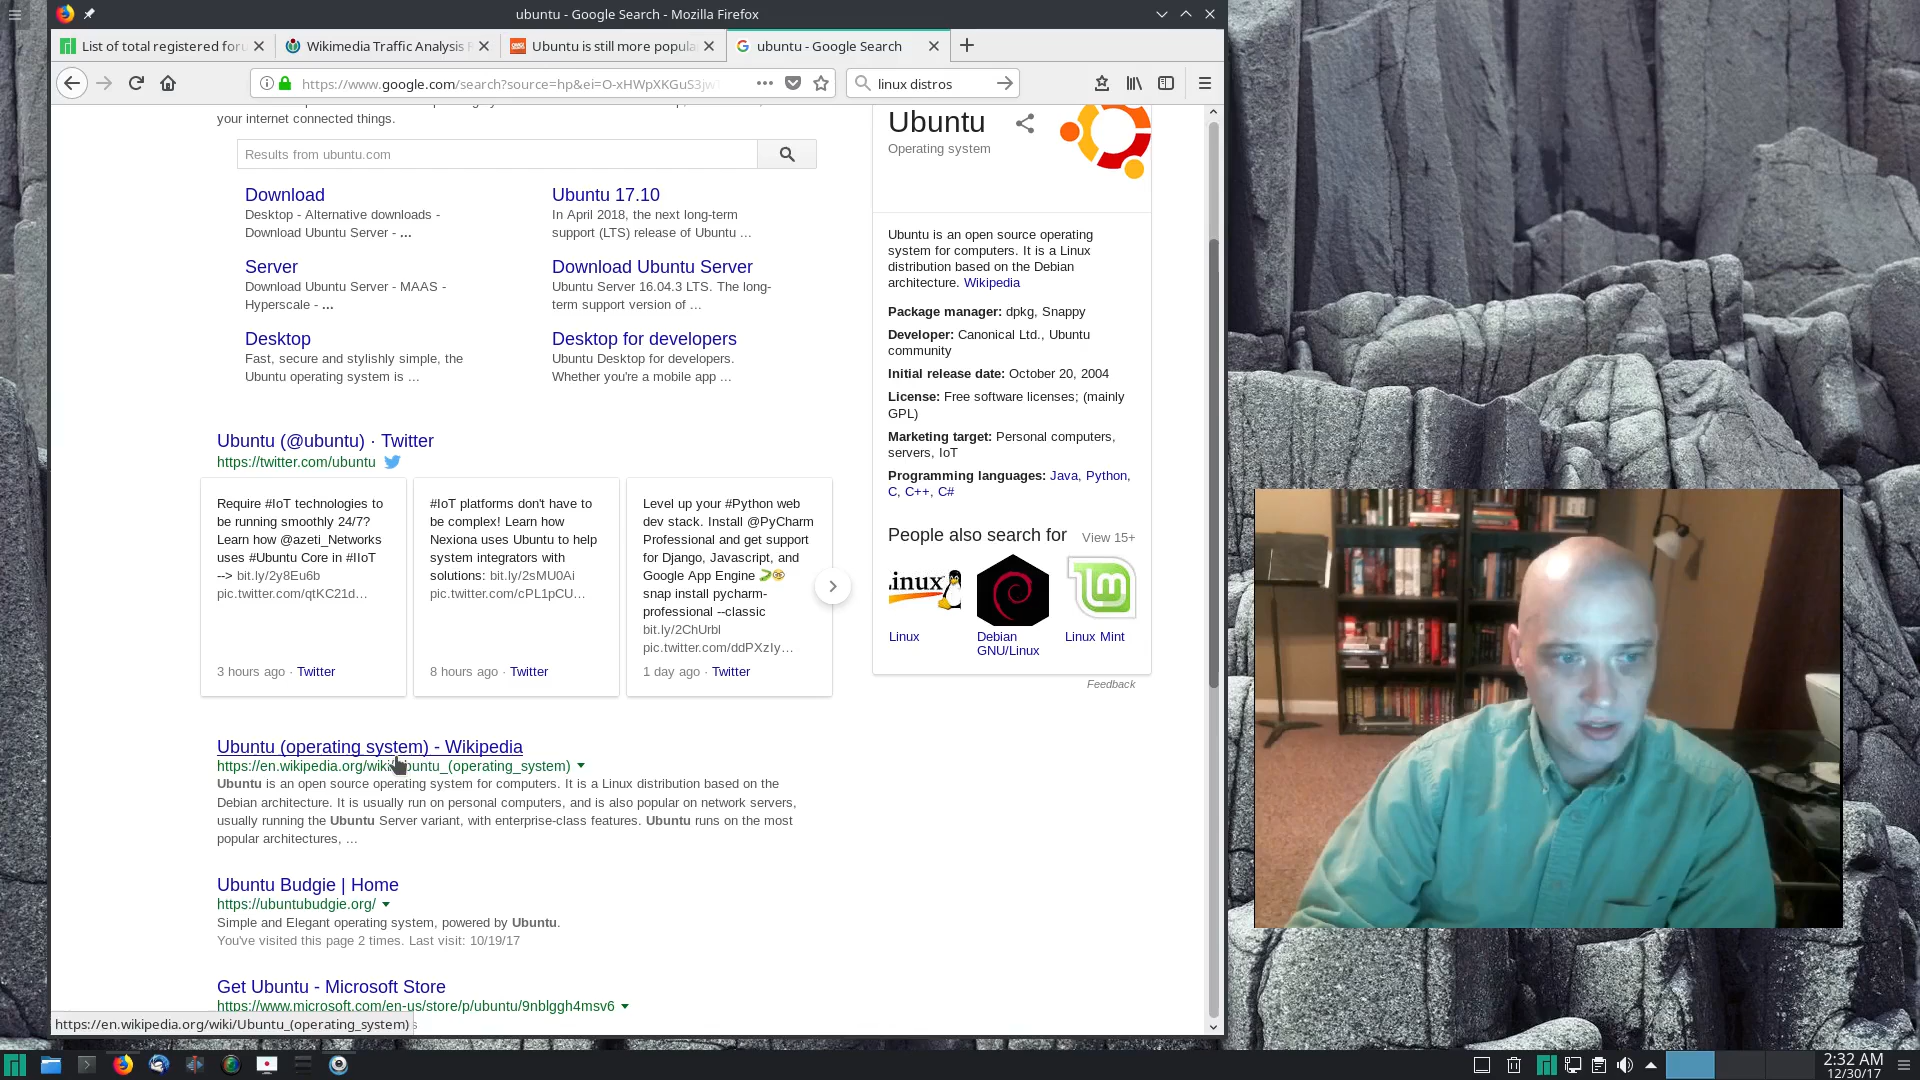 ubuntu - Google Search - Mozilla Firefox
List of total registered foru
Wikimedia Traffic Analysis
Ubuntu is still more popula
ubuntu - Google Search
https://www.google.com/search?source=hp&ei=O-xHWpXKGuS3jw
linux distros
your internet connected things.
Results from ubuntu.com
Download
Desktop - Alternative downloads -
Download Ubuntu Server - ...
Ubuntu 17.10
In April 2018, the next long-term
support (LTS) release of Ubuntu ...
Server
Download Ubuntu Server - MAAS -
Hyperscale - ...
Download Ubuntu Server
Ubuntu Server 16.04.3 LTS. The long-
term support version of ...
Desktop
Fast, secure and stylishly simple, the
Ubuntu operating system is ...
Desktop for developers
Ubuntu Desktop for developers.
Whether you're a mobile app ...
Ubuntu (@ubuntu) · Twitter
https://twitter.com/ubuntu
Require #IoT technologies to
be running smoothly 24/7?
Learn how @azeti_Networks
uses #Ubuntu Core in #IIoT
--> bit.ly/2y8Eu6b
pic.twitter.com/qtKC21d...
3 hours ago · Twitter
#IoT platforms don't have to
be complex! Learn how
Nexiona uses Ubuntu to help
system integrators with
solutions: bit.ly/2sMU0Ai
pic.twitter.com/cPL1pCU...
8 hours ago · Twitter
Level up your #Python web
dev stack. Install @PyCharm
Professional and get support
for Django, Javascript, and
Google App Engine
snap install pycharm-
professional --classic
bit.ly/2ChUrbl
pic.twitter.com/ddPXzIy...
1 day ago · Twitter
Ubuntu (operating system) - Wikipedia
https://en.wikipedia.org/wiki/Ubuntu_(operating_system)
Ubuntu is an open source operating system for computers. It is a Linux distribution based on the
Debian architecture. It is usually run on personal computers, and is also popular on network servers,
usually running the Ubuntu Server variant, with enterprise-class features. Ubuntu runs on the most
popular architectures, ...
Ubuntu Budgie | Home
https://ubuntubudgie.org/
Simple and Elegant operating system, powered by Ubuntu.
You've visited this page 2 times. Last visit: 10/19/17
Get Ubuntu - Microsoft Store
https://www.microsoft.com/en-us/store/p/ubuntu/9nblggh4msv6
https://en.wikipedia.org/wiki/Ubuntu_(operating_system)
Ubuntu
Operating system
Ubuntu is an open source operating
system for computers. It is a Linux
distribution based on the Debian
architecture. Wikipedia
Package manager: dpkg, Snappy
Developer: Canonical Ltd., Ubuntu
community
Initial release date: October 20, 2004
License: Free software licenses; (mainly
GPL)
Marketing target: Personal computers,
servers, IoT
Programming languages: Java, Python,
C, C++, C#
People also search for
View 15+
Linux
Linux
Debian
GNU/Linux
Linux Mint
Feedback
2:32 AM
12/30/17